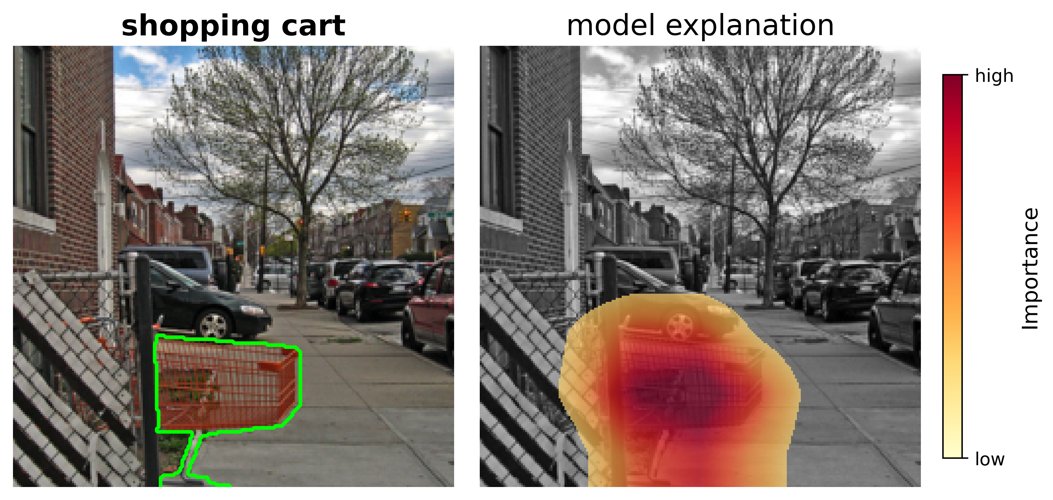 shopping cart
model explanation
high
Importance
low